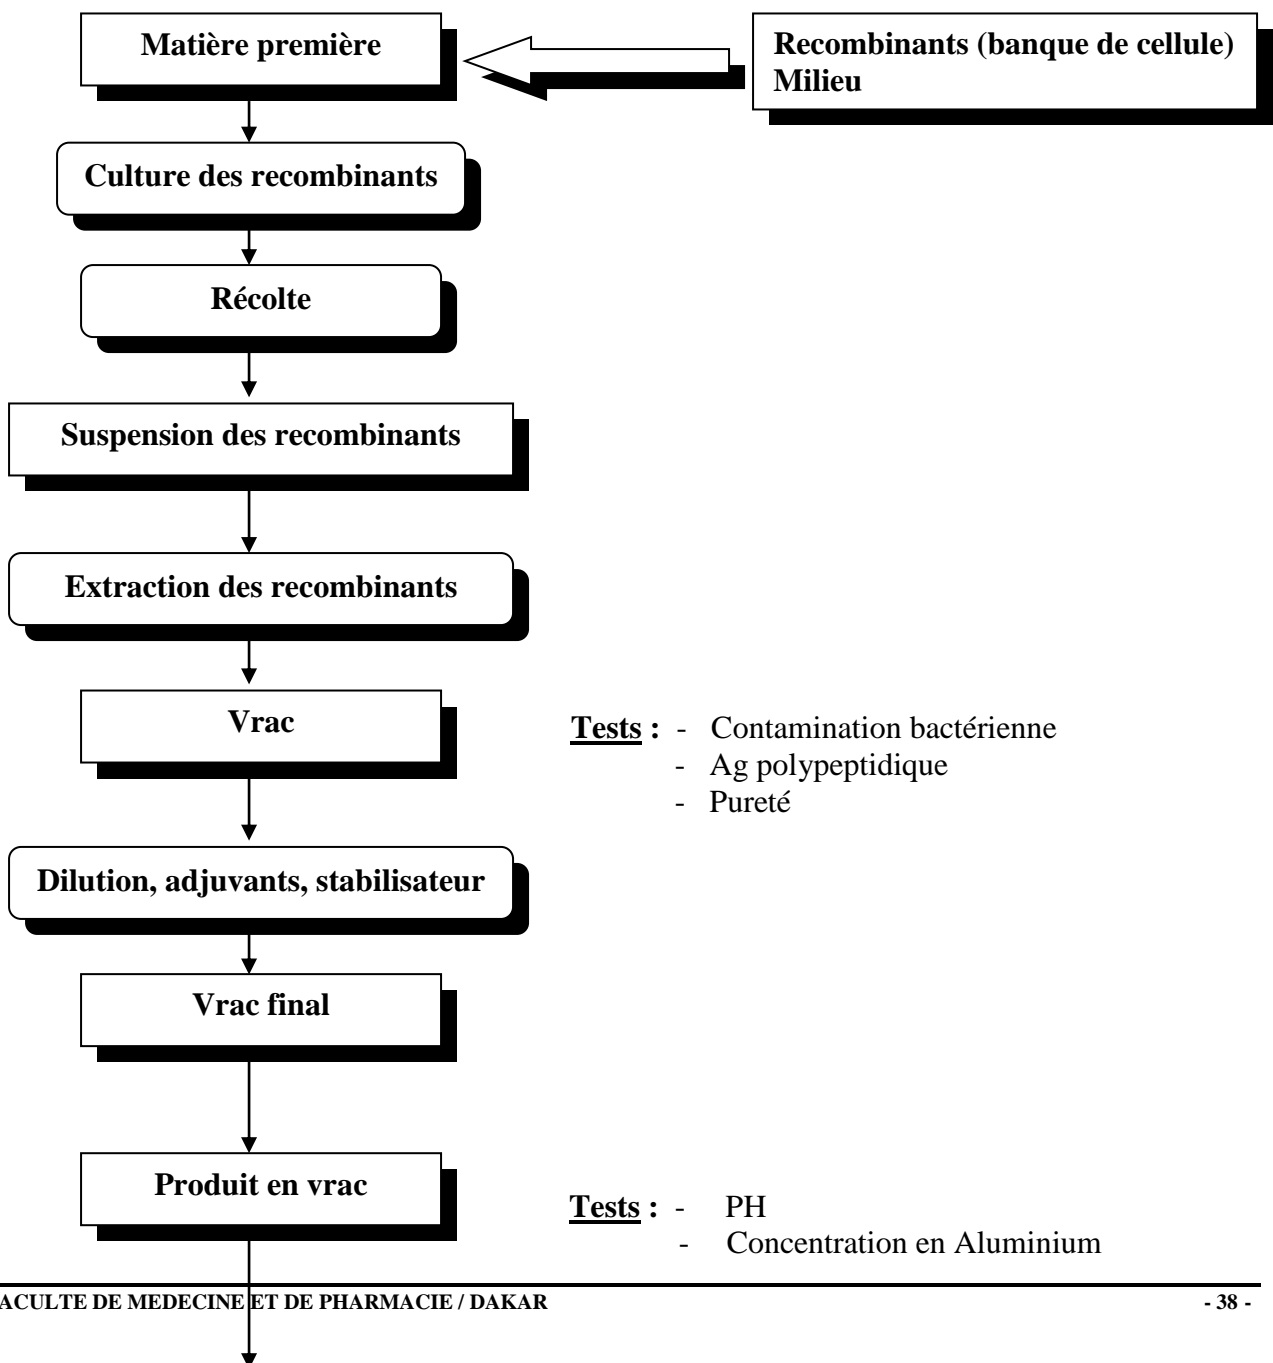 Matière première
Recombinants (banque de cellule)
Milieu
Culture des recombinants
Récolte
Suspension des recombinants
Extraction des recombinants
Vrac
Tests : - Contamination bactérienne
- Ag polypeptidique
- Pureté
Dilution, adjuvants, stabilisateur
Vrac final
Produit en vrac
Tests : - PH
- Concentration en Aluminium
ACULTE DE MEDECINE ET DE PHARMACIE / DAKAR - 38 -